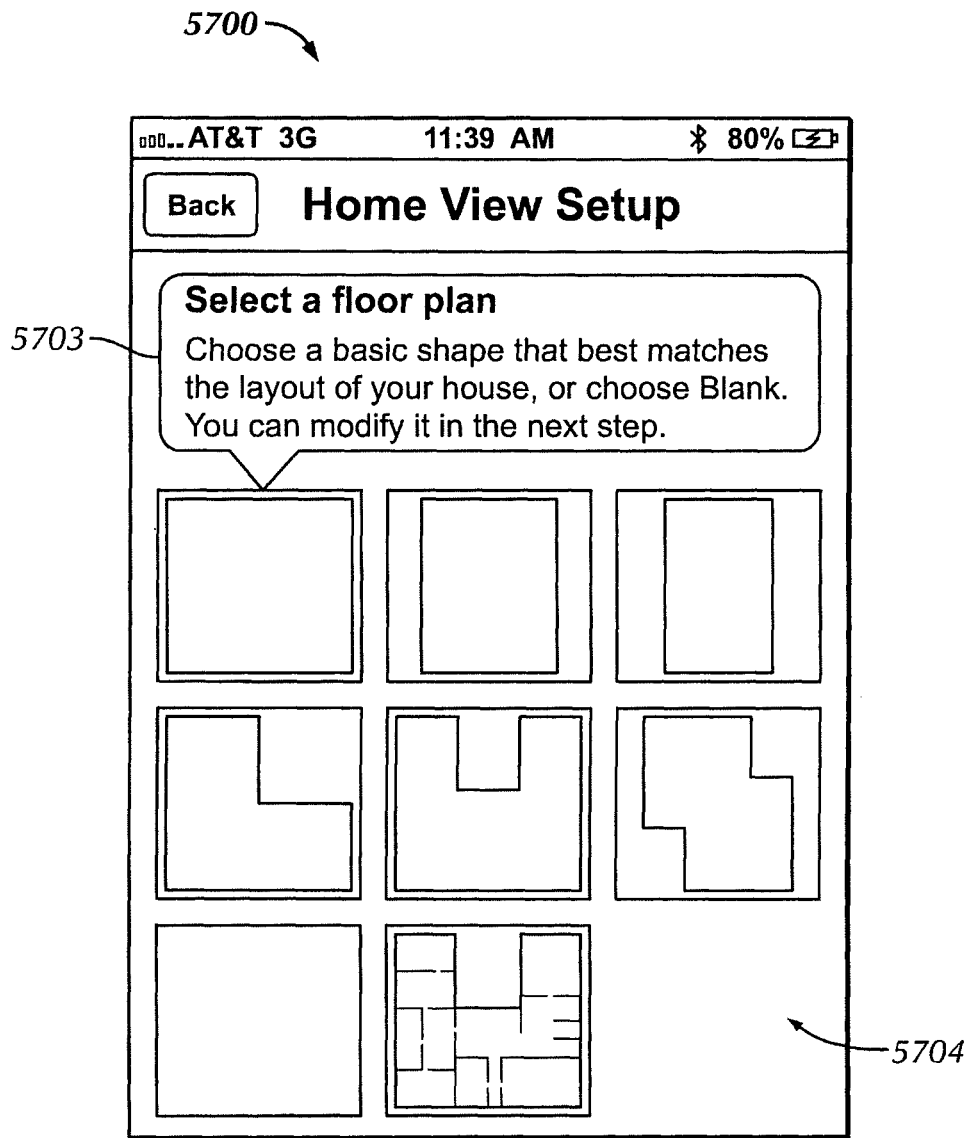 5700
AT&T 3G 11:39 AM 80%
Back Home View Setup
Select a floor plan
5703
Choose a basic shape that best matches
the layout of your house, or choose Blank.
You can modify it in the next step.
5704